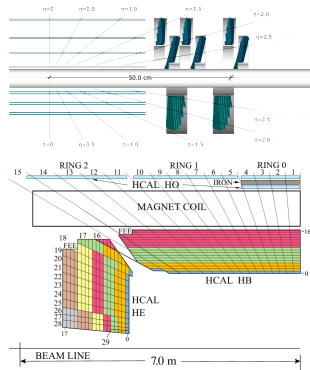 η=0 η=0.5 η=1.0 η=1.5 η=2.0
η=2.5
50.0 cm
η=2.5
η=0 η=0.5 η=1.0 η=1.5 η=2.0
RING 2 RING 1 RING 0
15 14 13 12 11 10 9 8 7 6 5 4 3 2 1
HCAL HO IRON
MAGNET COIL
FEE 16
18 17 16
FEE
19
20
21
22
23
24
25
26
27
28
17
0
HCAL HB
HCAL
HE
29 0
BEAM LINE 7.0 m